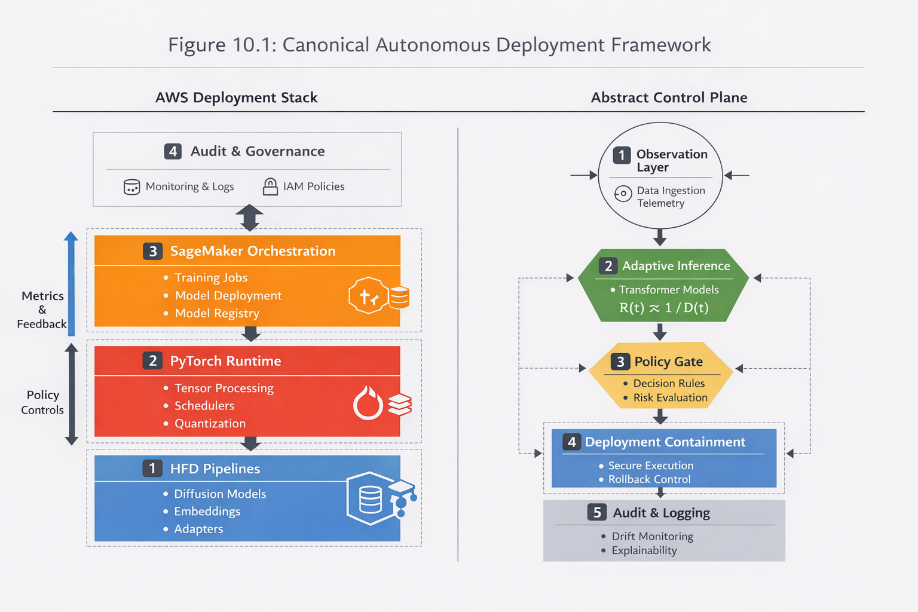 Figure 10.1: Canonical Autonomous Deployment Framework
AWS Deployment Stack
4 Audit & Governance
Monitoring & Logs
IAM Policies
3 SageMaker Orchestration
• Training Jobs
• Model Deployment
• Model Registry
Metrics
&
Feedback
2 PyTorch Runtime
• Tensor Processing
• Schedulers
• Quantization
Policy
Controls
1 HFD Pipelines
• Diffusion Models
• Embeddings
• Adapters
Abstract Control Plane
1 Observation
Layer
Data Ingestion
Telemetry
2 Adaptive Inference
• Transformer Models
R(t) ≈ 1 / D(t)
3 Policy Gate
• Decision Rules
• Risk Evaluation
4 Deployment Containment
• Secure Execution
• Rollback Control
5 Audit & Logging
• Drift Monitoring
• Explainability